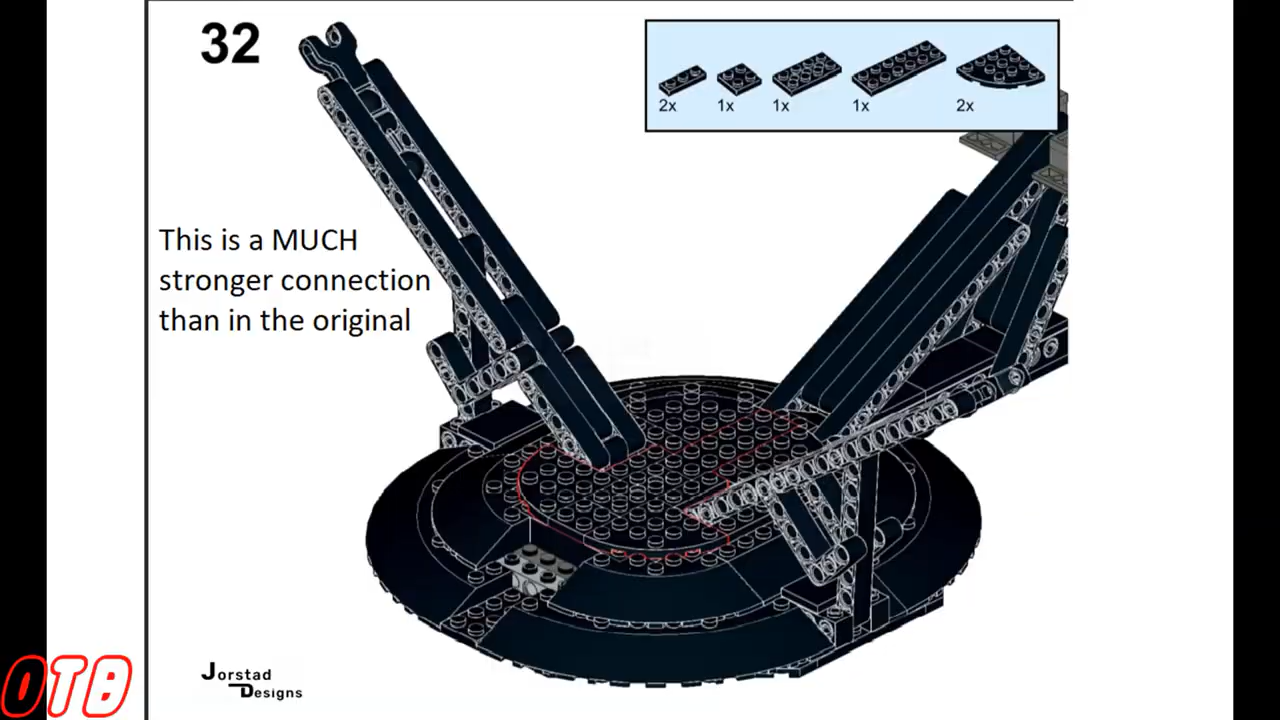 32
2x 1x 1x 1x 2x
This is a MUCH
stronger connection
than in the original
Jorstad
Designs
OTB